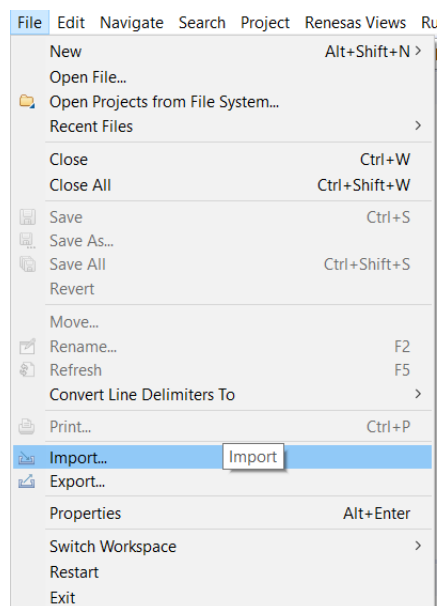 File Edit Navigate Search Project Renesas Views
New Alt+Shift+N >
Open File...
Open Projects from File System...
Recent Files >
Close Ctrl+W
Close All Ctrl+Shift+W
Save Ctrl+S
Save As...
Save All Ctrl+Shift+S
Revert
Move...
Rename... F2
Refresh F5
Convert Line Delimiters To >
Print... Ctrl+P
Import... Import
Export...
Properties Alt+Enter
Switch Workspace >
Restart
Exit